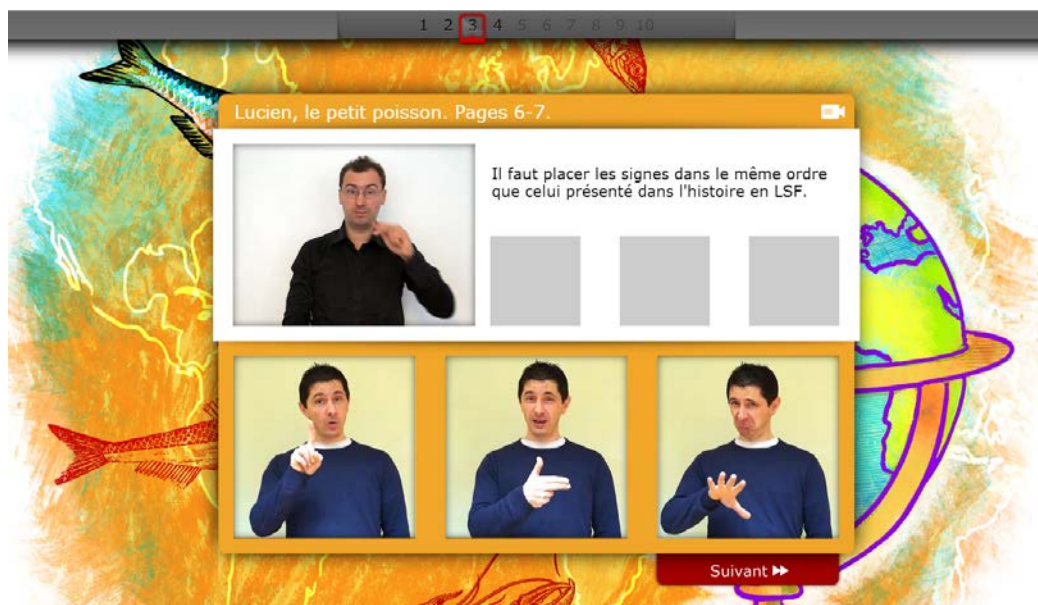 1 2 3 4 5 6 7 8 9 10
Lucien, le petit poisson. Pages 6-7.
Il faut placer les signes dans le même ordre
que celui présenté dans l'histoire en LSF.
Suivant